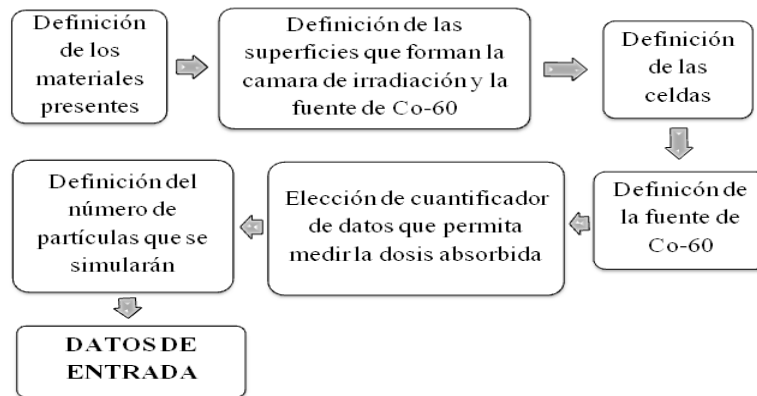 Definición
de los
materiales
presentes
Definición de las
superficies que forman la
camara de irradiación y la
fuente de Co-60
Definición
de las
celdas
Definicón de
la fuente de
Co-60
Elección de cuantificador
de datos que permita
medir la dosis absorbida
Definición del
número de
partículas que se
simularán
DATOS DE
ENTRADA